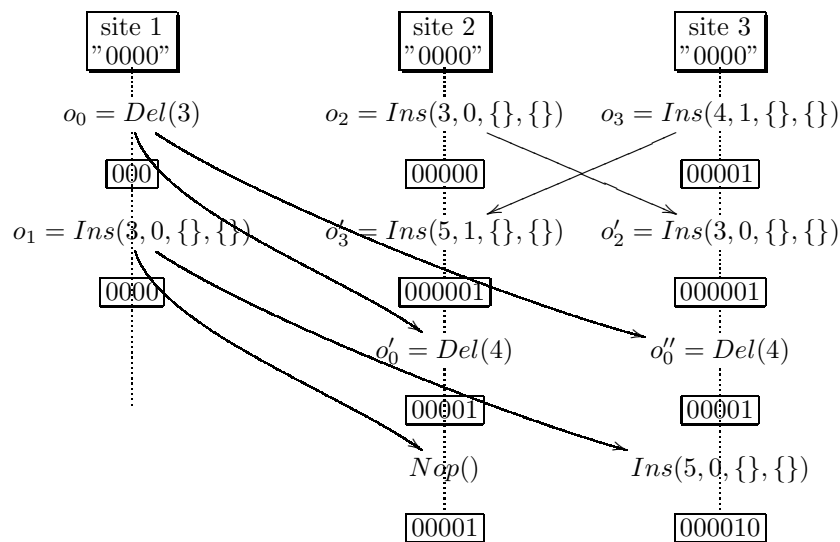 site 1
"0000"
site 2
"0000"
site 3
"0000"
o₀ = Del(3)
o₂ = Ins(3, 0, {}, {})
o₃ = Ins(4, 1, {}, {})
000
00000
00001
o₁ = Ins(3, 0, {}, {})
o′₃ = Ins(5, 1, {}, {})
o′₂ = Ins(3, 0, {}, {})
0000
000001
000001
o′₀ = Del(4)
o″₀ = Del(4)
00001
00001
Nop()
Ins(5, 0, {}, {})
00001
000010